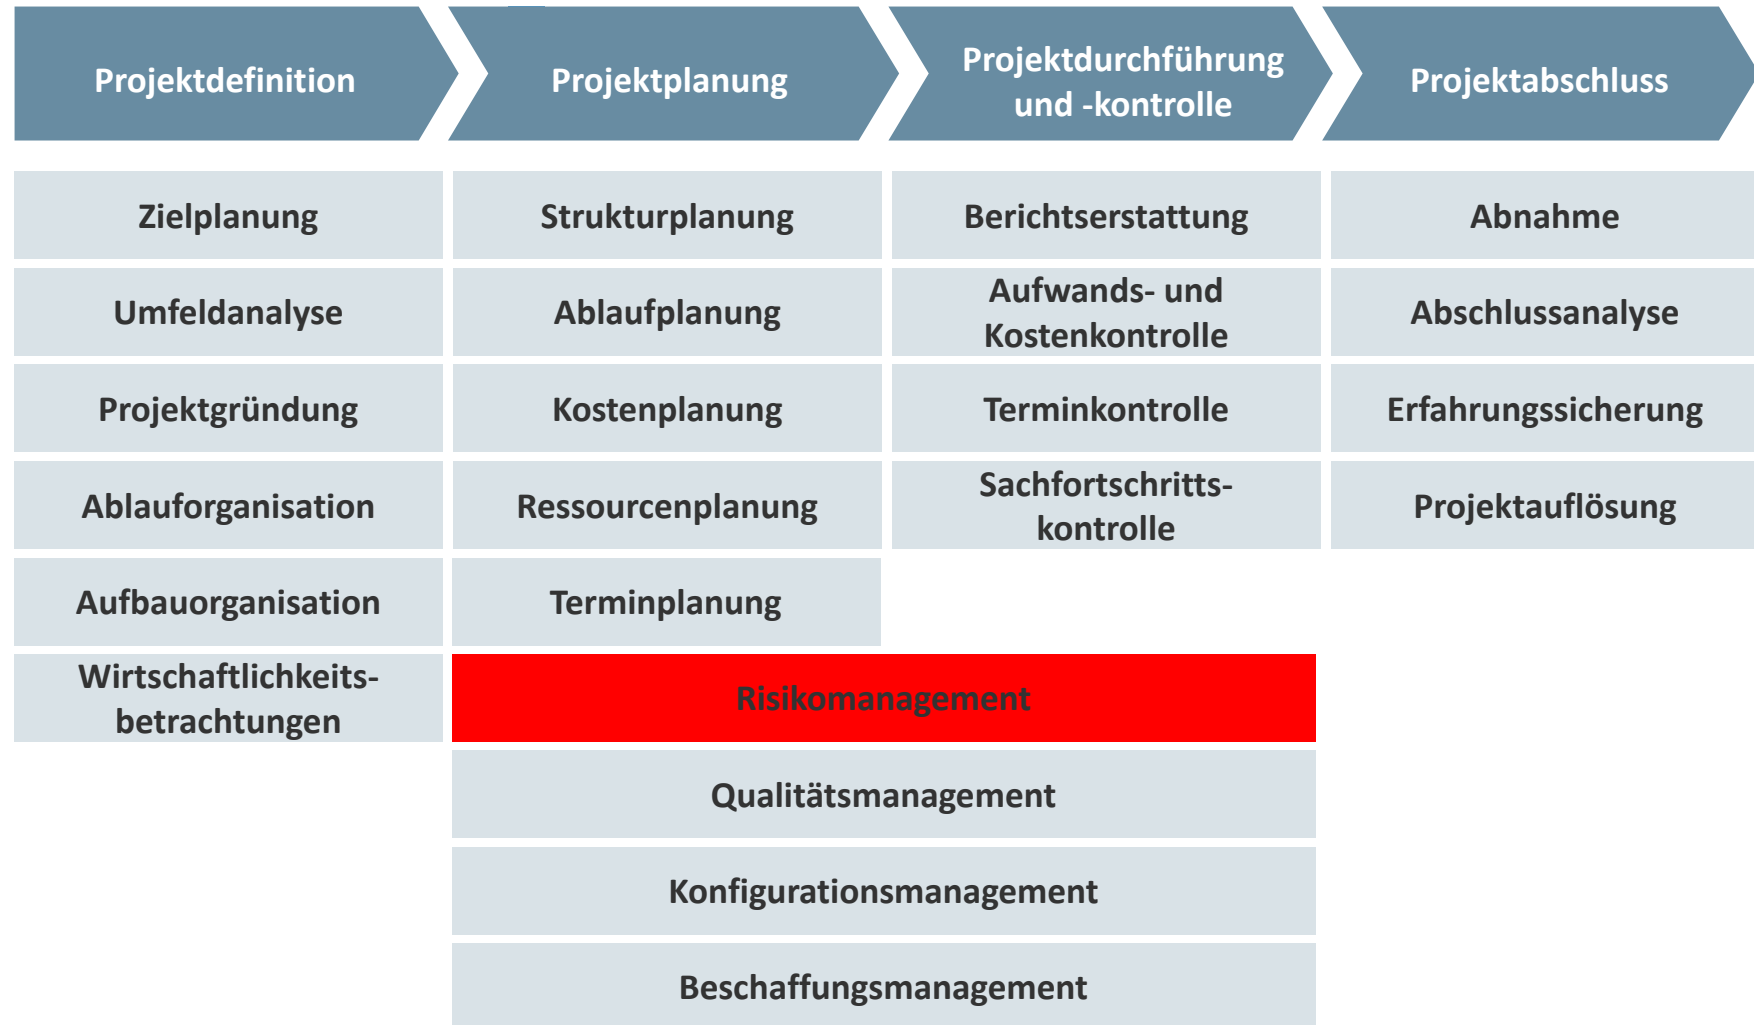 Projektdefinition
Projektplanung
Projektdurchführung
und -kontrolle
Projektabschluss
Zielplanung
Strukturplanung
Berichtserstattung
Abnahme
Umfeldanalyse
Ablaufplanung
Aufwands- und
Kostenkontrolle
Abschlussanalyse
Projektgründung
Kostenplanung
Terminkontrolle
Erfahrungssicherung
Ablauforganisation
Ressourcenplanung
Sachfortschritts-
kontrolle
Projektauflösung
Aufbauorganisation
Terminplanung
Wirtschaftlichkeits-
betrachtungen
Risikomanagement
Qualitätsmanagement
Konfigurationsmanagement
Beschaffungsmanagement